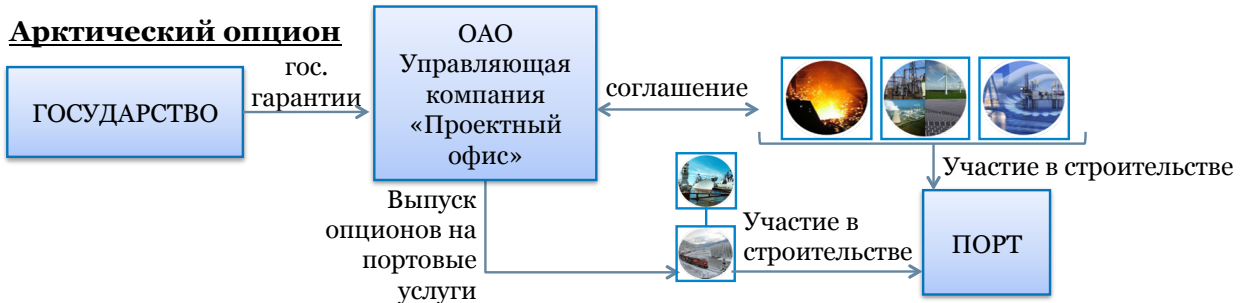 Арктический опцион
ГОСУДАРСТВО
гос.
гарантии
ОАО
Управляющая
компания
«Проектный
офис»
соглашение
Участие в строительстве
Выпуск
опционов на
портовые
услуги
Участие в
строительстве
ПОРТ